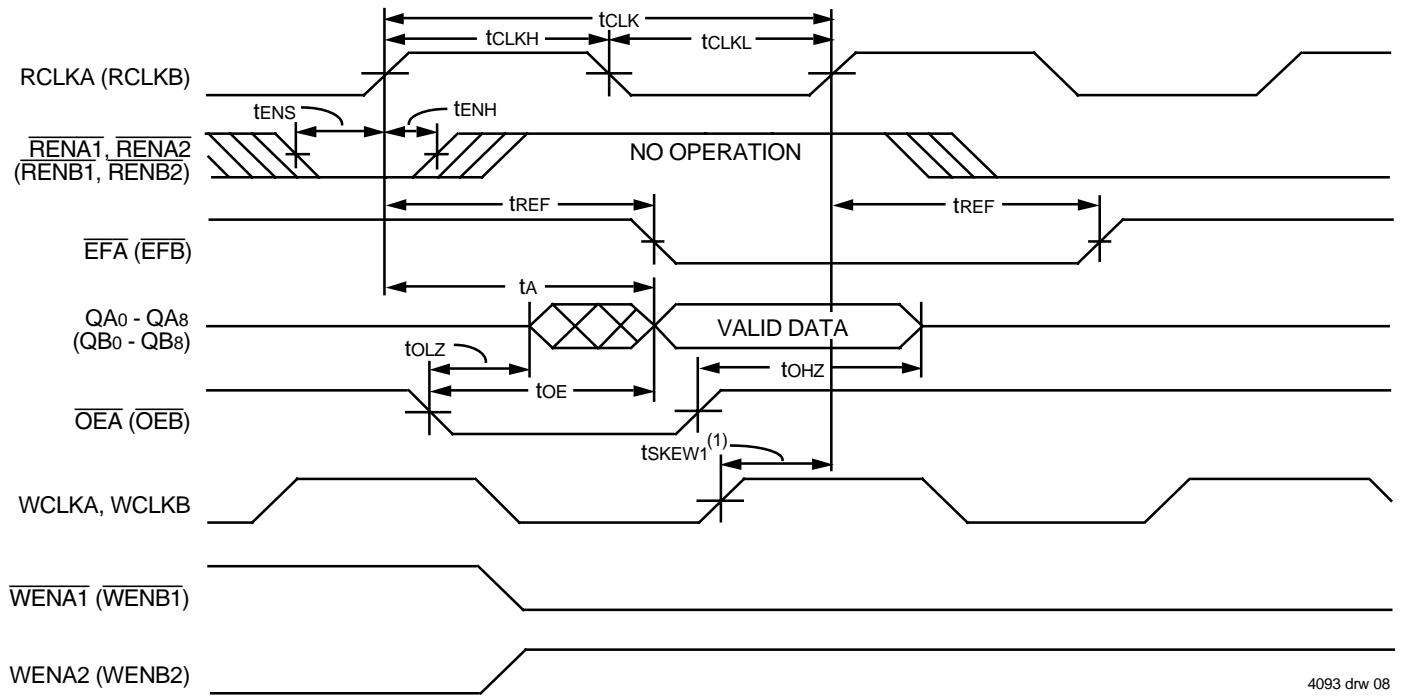 tCLK
tCLKH
tCLKL
RCLKA (RCLKB)
tENS
tENH
RENA1, RENA2
(RENB1, RENB2)
NO OPERATION
tREF
tREF
EFA (EFB)
tA
QA0 - QA8
(QB0 - QB8)
VALID DATA
tOLZ
tOHZ
tOE
OEA (OEB)
tSKEW1(1)
WCLKA, WCLKB
WENA1 (WENB1)
WENA2 (WENB2)
4093 drw 08